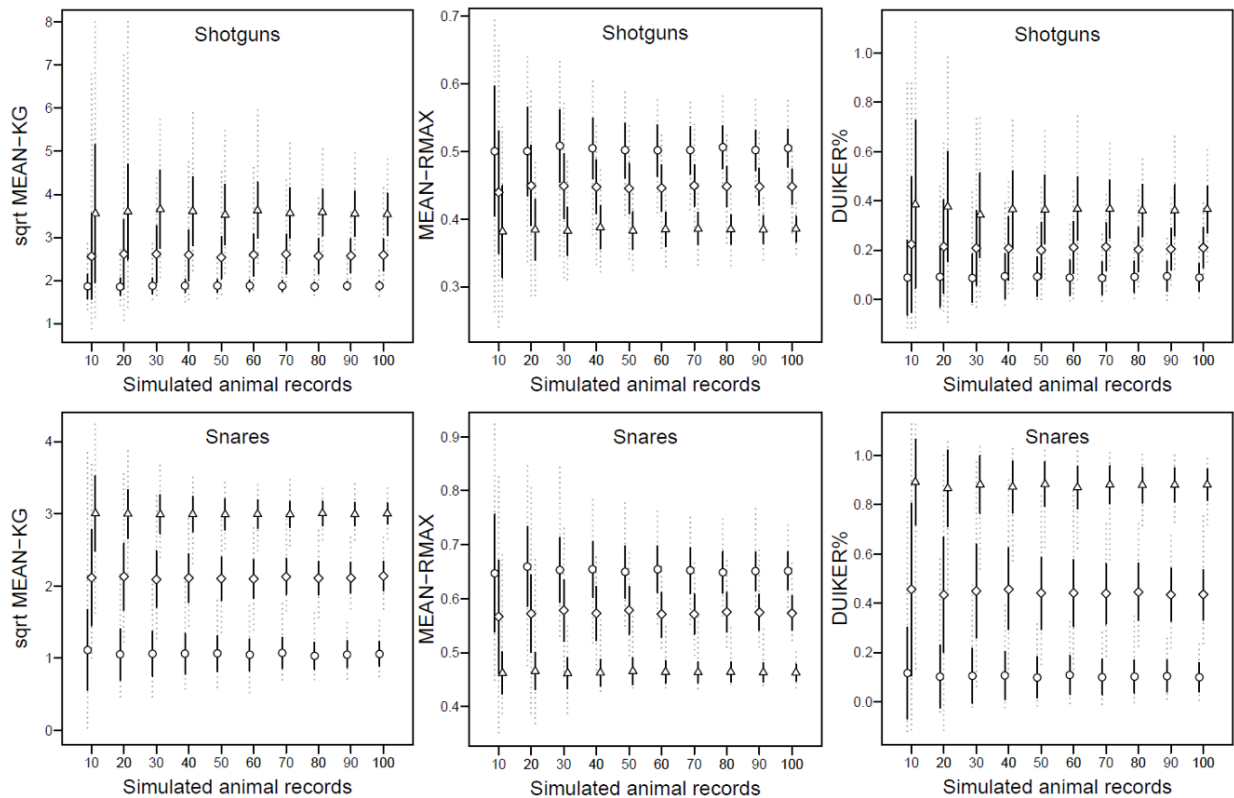 Shotguns
sqrt MEAN−KG
8
7
6
5
4
3
2
1
10 20 30 40 50 60 70 80 90 100
Simulated animal records
Shotguns
MEAN−RMAX
0.7
0.6
0.5
0.4
0.3
10 20 30 40 50 60 70 80 90 100
Simulated animal records
Shotguns
DUIKER%
1.0
0.8
0.6
0.4
0.2
0.0
10 20 30 40 50 60 70 80 90 100
Simulated animal records
Snares
sqrt MEAN−KG
4
3
2
1
0
10 20 30 40 50 60 70 80 90 100
Simulated animal records
Snares
MEAN−RMAX
0.9
0.8
0.7
0.6
0.5
0.4
10 20 30 40 50 60 70 80 90 100
Simulated animal records
Snares
DUIKER%
1.0
0.8
0.6
0.4
0.2
0.0
10 20 30 40 50 60 70 80 90 100
Simulated animal records